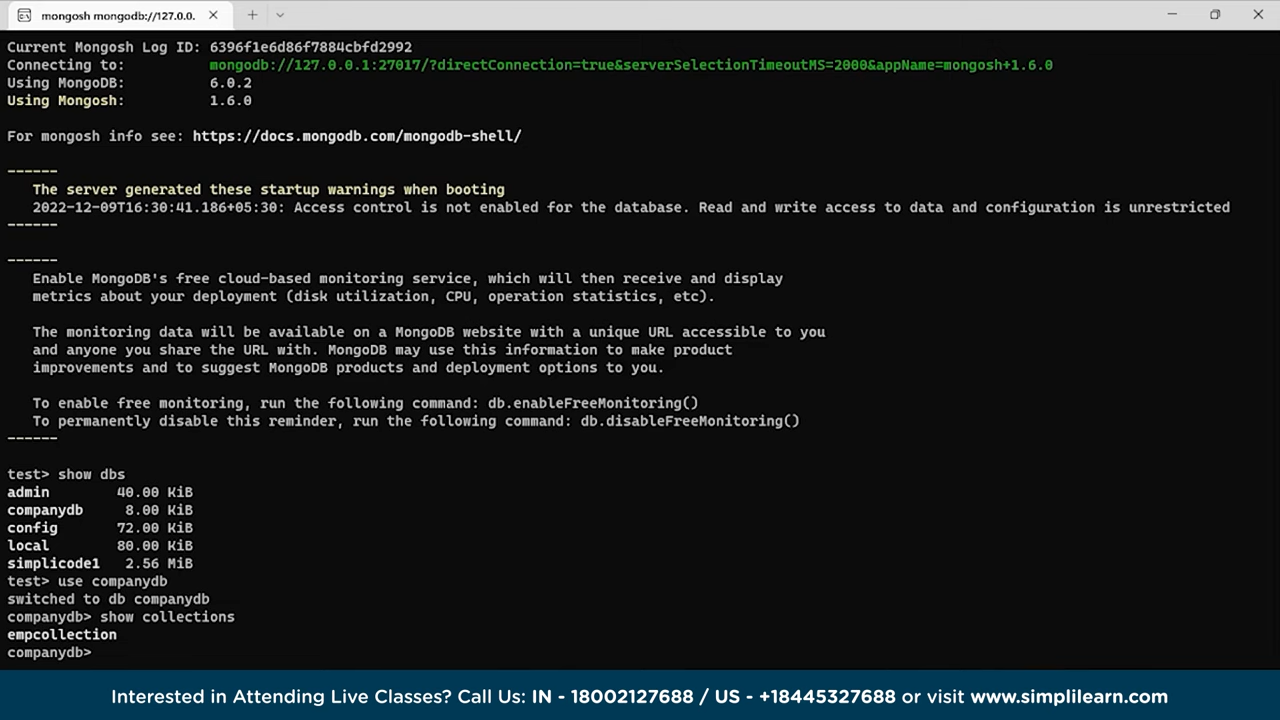 mongosh mongodb://127.0.0.
Current Mongosh Log ID: 6396f1e6d86f7884cbfd2992
Connecting to: mongodb://127.0.0.1:27017/?directConnection=true&serverSelectionTimeoutMS=2000&appName=mongosh+1.6.0
Using MongoDB: 6.0.2
Using Mongosh: 1.6.0
For mongosh info see: https://docs.mongodb.com/mongodb-shell/
------
The server generated these startup warnings when booting
2022-12-09T16:30:41.186+05:30: Access control is not enabled for the database. Read and write access to data and configuration is unrestricted
------
------
Enable MongoDB's free cloud-based monitoring service, which will then receive and display
metrics about your deployment (disk utilization, CPU, operation statistics, etc).
The monitoring data will be available on a MongoDB website with a unique URL accessible to you
and anyone you share the URL with. MongoDB may use this information to make product
improvements and to suggest MongoDB products and deployment options to you.
To enable free monitoring, run the following command: db.enableFreeMonitoring()
To permanently disable this reminder, run the following command: db.disableFreeMonitoring()
------
test> show dbs
admin 40.00 KiB
companydb 8.00 KiB
config 72.00 KiB
local 80.00 KiB
simplicode1 2.56 MiB
test> use companydb
switched to db companydb
companydb> show collections
empcollection
companydb>
Interested in Attending Live Classes? Call Us: IN - 18002127688 / US - +18445327688 or visit www.simplilearn.com